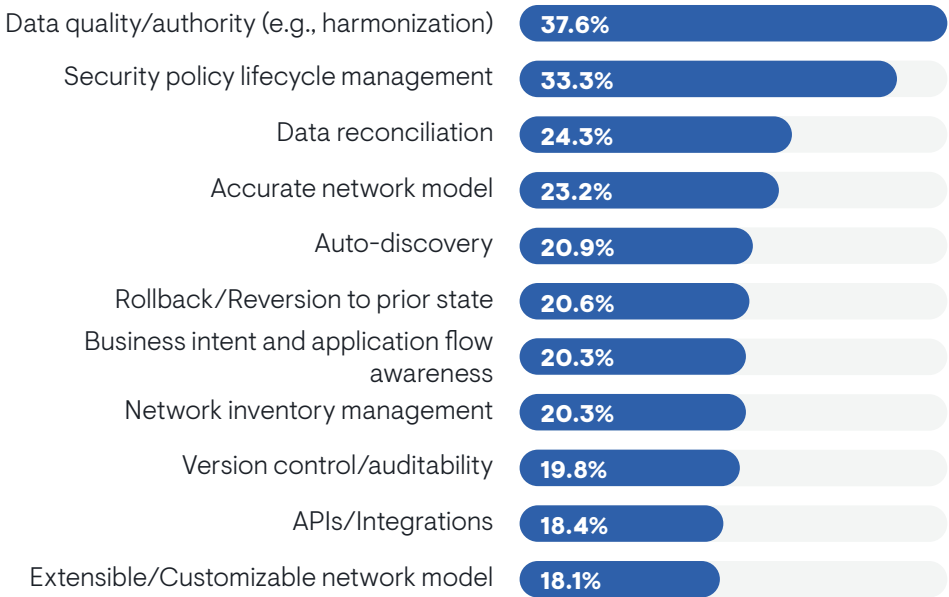 Data quality/authority (e.g., harmonization) 37.6%
Security policy lifecycle management 33.3%
Data reconciliation 24.3%
Accurate network model 23.2%
Auto-discovery 20.9%
Rollback/Reversion to prior state 20.6%
Business intent and application flow
awareness 20.3%
Network inventory management 20.3%
Version control/auditability 19.8%
APIs/Integrations 18.4%
Extensible/Customizable network model 18.1%